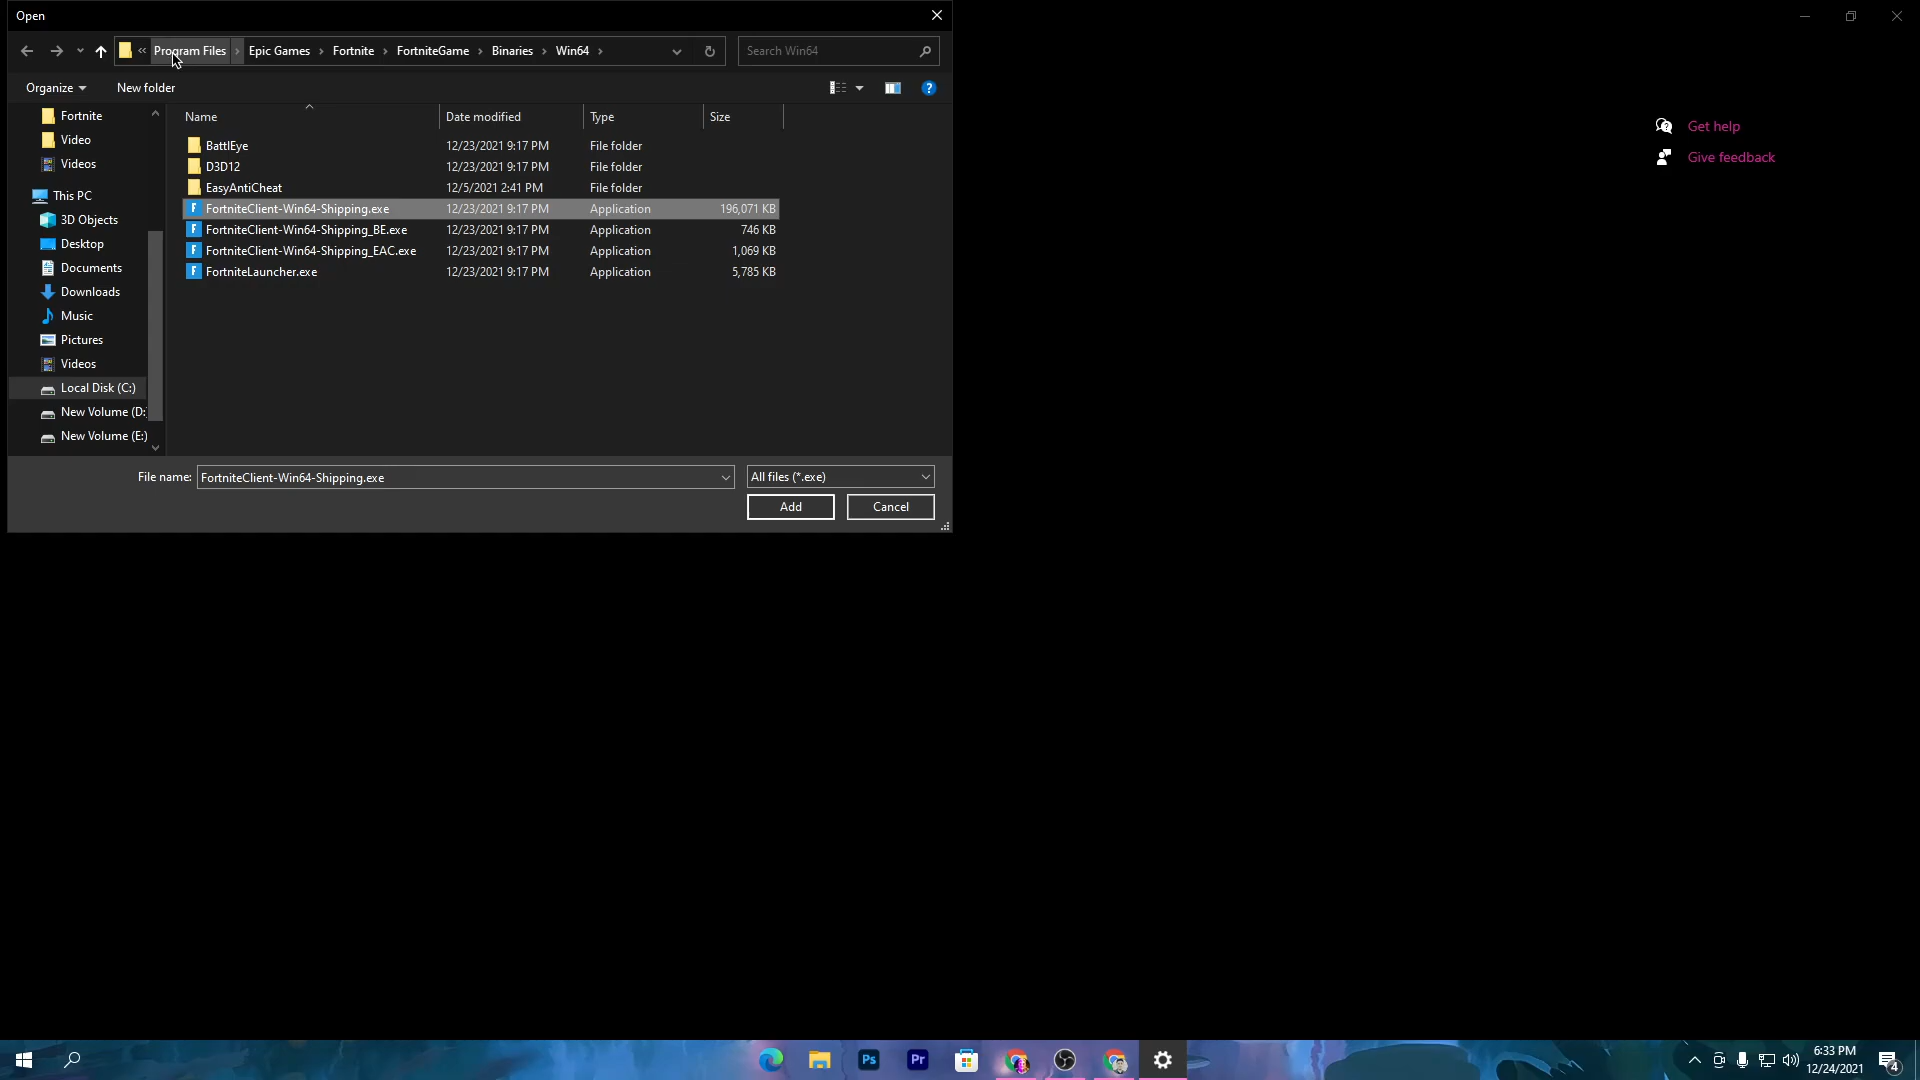 Open
« Program Files › Epic Games › Fortnite › FortniteGame › Binaries › Win64 ›
Search Win64
Organize
New folder
?
Get help
Give feedback
Fortnite
Video
Videos
This PC
3D Objects
Desktop
Documents
Downloads
Music
Pictures
Videos
Local Disk (C:)
New Volume (D:
New Volume (E:)
Name Date modified Type Size
BattlEye 12/23/2021 9:17 PM File folder
D3D12 12/23/2021 9:17 PM File folder
EasyAntiCheat 12/5/2021 2:41 PM File folder
F FortniteClient-Win64-Shipping.exe 12/23/2021 9:17 PM Application 196,071 KB
F FortniteClient-Win64-Shipping_BE.exe 12/23/2021 9:17 PM Application 746 KB
F FortniteClient-Win64-Shipping_EAC.exe 12/23/2021 9:17 PM Application 1,069 KB
F FortniteLauncher.exe 12/23/2021 9:17 PM Application 5,785 KB
File name: FortniteClient-Win64-Shipping.exe
All files (*.exe)
Add
Cancel
Ps
Pr
6:33 PM
12/24/2021
4